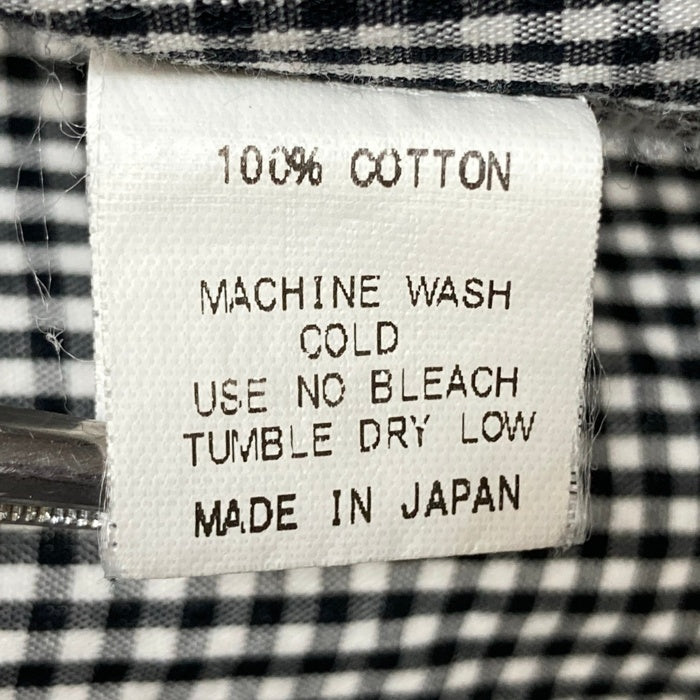 100% COTTON
MACHINE WASH
COLD
USE NO BLEACH
TUMBLE DRY LOW
MADE IN JAPAN